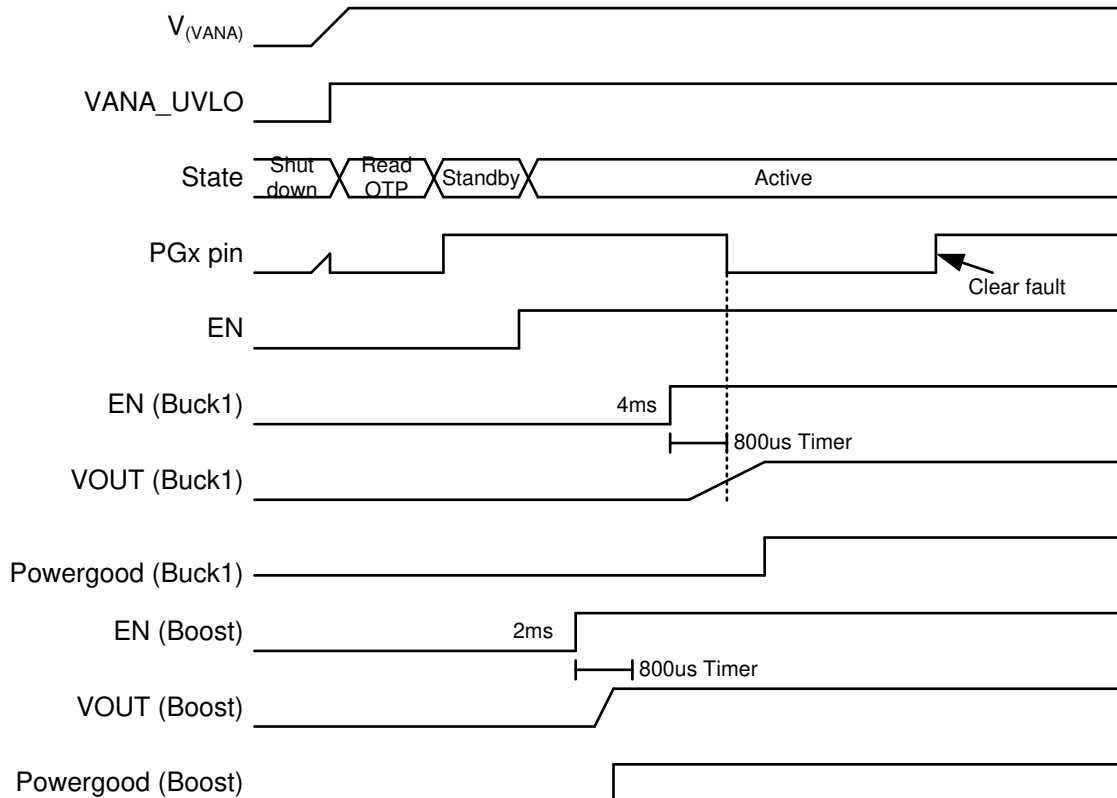 V(VANA)
VANA_UVLO
State
Shut down
Read OTP
Standby
Active
PGx pin
Clear fault
EN
EN (Buck1)
4ms
800us Timer
VOUT (Buck1)
Powergood (Buck1)
EN (Boost)
2ms
800us Timer
VOUT (Boost)
Powergood (Boost)